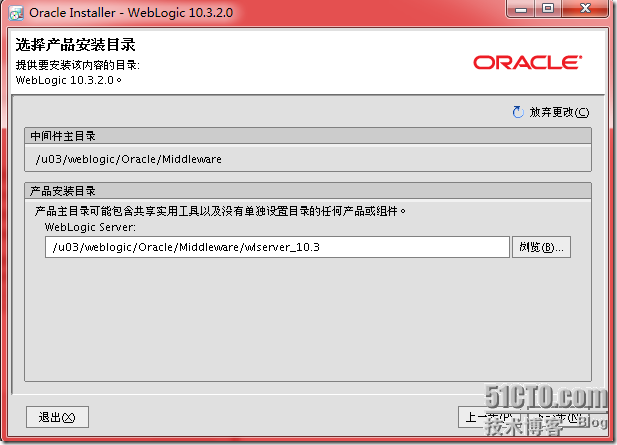 Oracle Installer - WebLogic 10.3.2.0
选择产品安装目录
提供要安装该内容的目录:
WebLogic 10.3.2.0。
ORACLE®
放弃更改(C)
中间件主目录
/u03/weblogic/Oracle/Middleware
产品安装目录
产品主目录可能包含共享实用工具以及没有单独设置目录的任何产品或组件。
WebLogic Server:
/u03/weblogic/Oracle/Middleware/wlserver_10.3
浏览(B)...
退出(X)
上一步(P)
下一步(N)
51CTO.com
技术博客 Blog